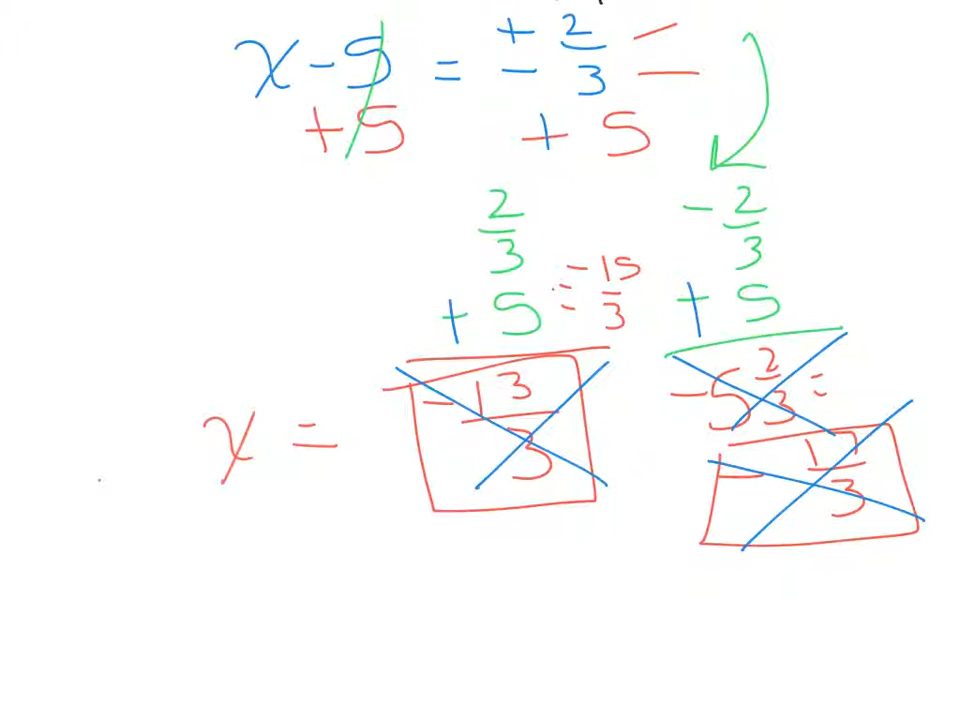 x - 5 = ± 2/3
+ 5 + 5
2/3 - 2/3
+ 5 = - 15/3 + 5
- 5 2/3 =
x = - 13/3
- 17/3